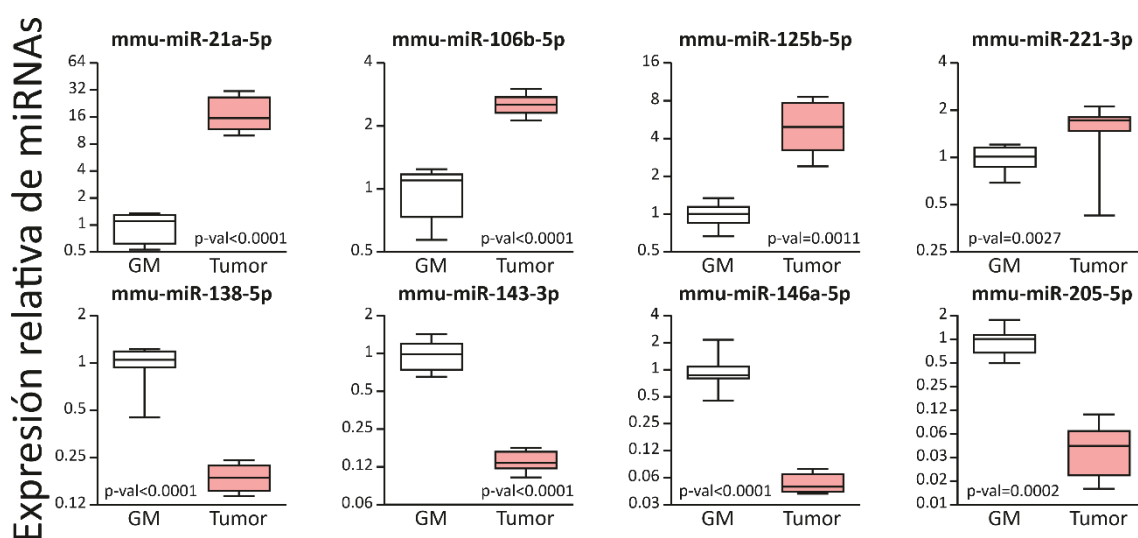 Expresión relativa de miRNAs
mmu-miR-21a-5p
64
32
16
8
4
2
1
0.5
p-val<0.0001
GM Tumor
mmu-miR-106b-5p
4
2
1
0.5
p-val<0.0001
GM Tumor
mmu-miR-125b-5p
16
8
4
2
1
0.5
p-val=0.0011
GM Tumor
mmu-miR-221-3p
4
2
1
0.5
0.25
p-val=0.0027
GM Tumor
mmu-miR-138-5p
2
1
0.5
0.25
0.12
p-val<0.0001
GM Tumor
mmu-miR-143-3p
2
1
0.5
0.25
0.12
0.06
p-val<0.0001
GM Tumor
mmu-miR-146a-5p
4
2
1
0.5
0.25
0.12
0.06
0.03
p-val<0.0001
GM Tumor
mmu-miR-205-5p
2
1
0.5
0.25
0.12
0.06
0.03
0.02
0.01
p-val=0.0002
GM Tumor